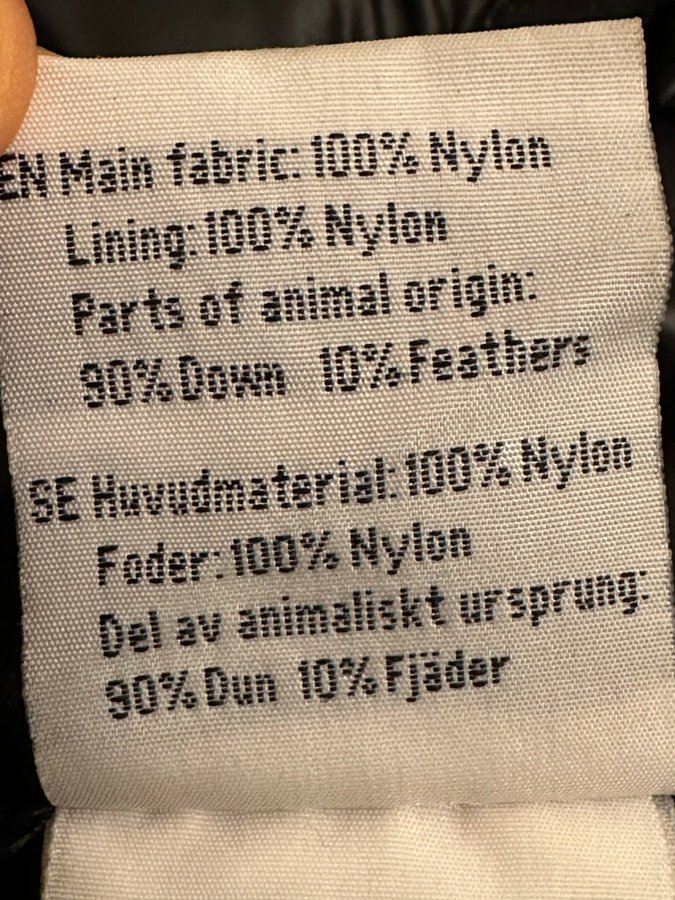 EN Main fabric: 100% Nylon
Lining: 100% Nylon
Parts of animal origin:
90% Down 10% Feathers
SE Huvudmaterial: 100% Nylon
Foder: 100% Nylon
Del av animaliskt ursprung:
90% Dun 10% Fjäder